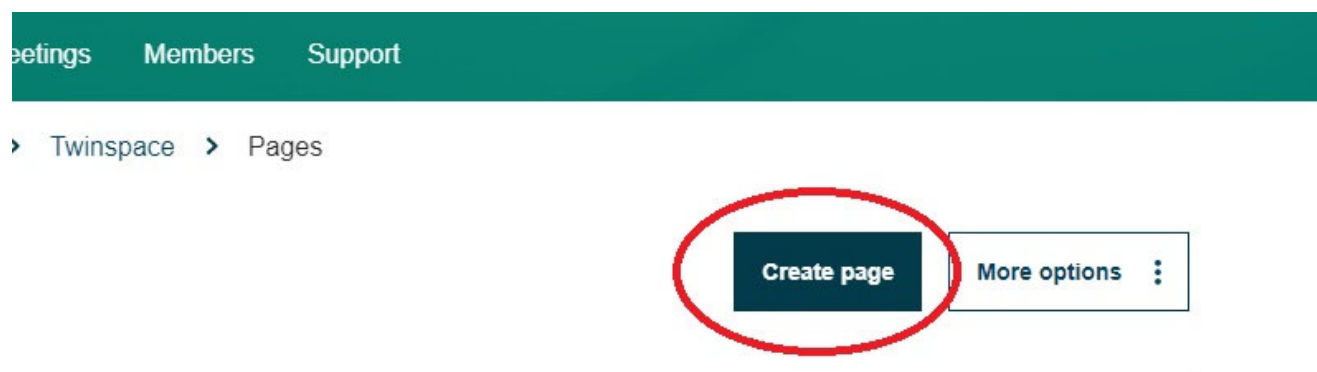 eetings Members Support
Twinspace > Pages
Create page More options